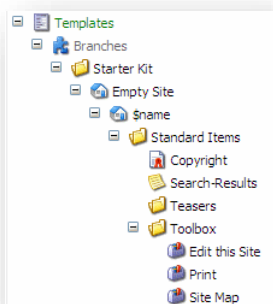 Templates
Branches
Starter Kit
Empty Site
$name
Standard Items
Copyright
Search-Results
Teasers
Toolbox
Edit this Site
Print
Site Map